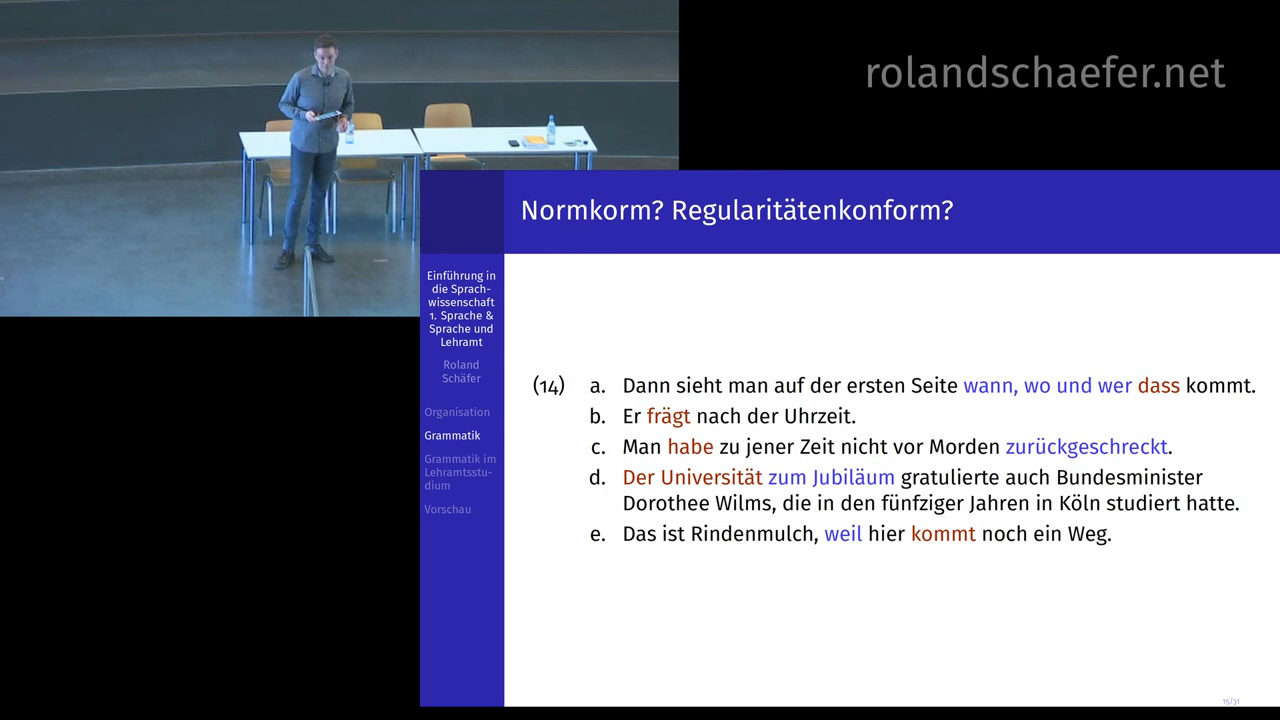 rolandschaefer.net
Normkorm? Regularitätenkonform?
Einführung in
die Sprach-
wissenschaft
1. Sprache &
Sprache und
Lehramt
Roland
Schäfer
Organisation
Grammatik
Grammatik im
Lehramtsstu-
dium
Vorschau
(14) a. Dann sieht man auf der ersten Seite wann, wo und wer dass kommt.
b. Er frägt nach der Uhrzeit.
c. Man habe zu jener Zeit nicht vor Morden zurückgeschreckt.
d. Der Universität zum Jubiläum gratulierte auch Bundesminister
Dorothee Wilms, die in den fünfziger Jahren in Köln studiert hatte.
e. Das ist Rindenmulch, weil hier kommt noch ein Weg.
15/31